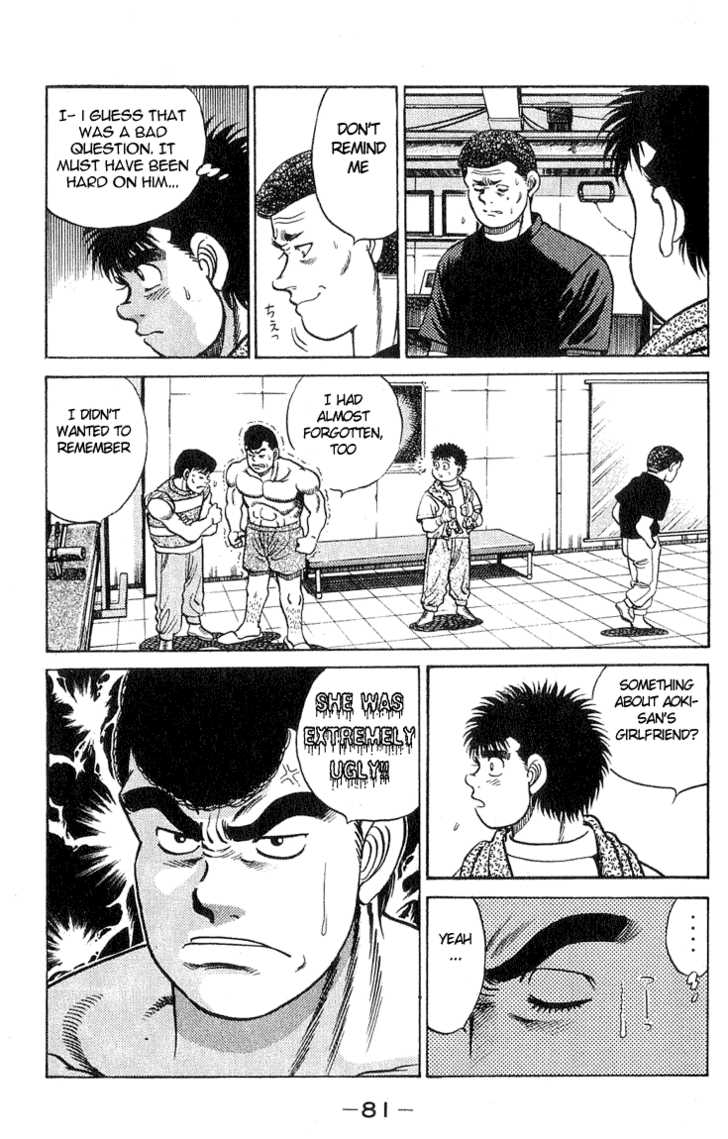 DON'T
REMIND
ME
ちぇっ
I- I GUESS THAT
WAS A BAD
QUESTION. IT
MUST HAVE BEEN
HARD ON HIM...
I HAD
ALMOST
FORGOTTEN,
TOO
I DIDN'T
WANTED TO
REMEMBER
SOMETHING
ABOUT AOKI-
SAN'S
GIRLFRIEND?
....
YEAH
...
SHE WAS
EXTREMELY
UGLY!!!
-81-